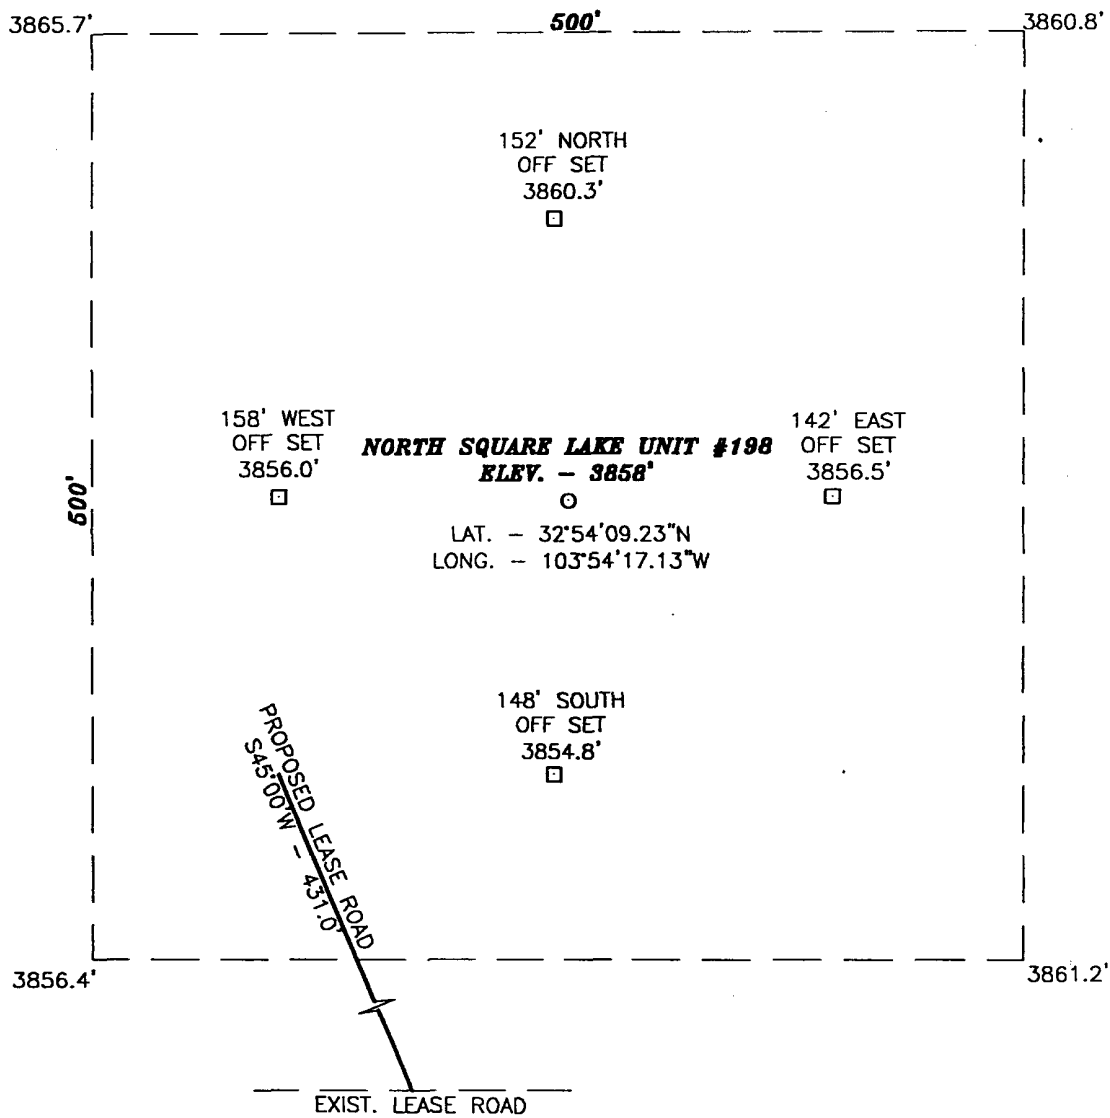 3865.7'
500'
3860.8'
152' NORTH
OFF SET
3860.3'
158' WEST
OFF SET
3856.0'
NORTH SQUARE LAKE UNIT #198
ELEV. - 3858'
142' EAST
OFF SET
3856.5'
500'
LAT. - 32°54'09.23"N
LONG. - 103°54'17.13"W
148' SOUTH
OFF SET
3854.8'
PROPOSED LEASE ROAD
S45°00'W - 431.0'
3856.4'
3861.2'
EXIST. LEASE ROAD